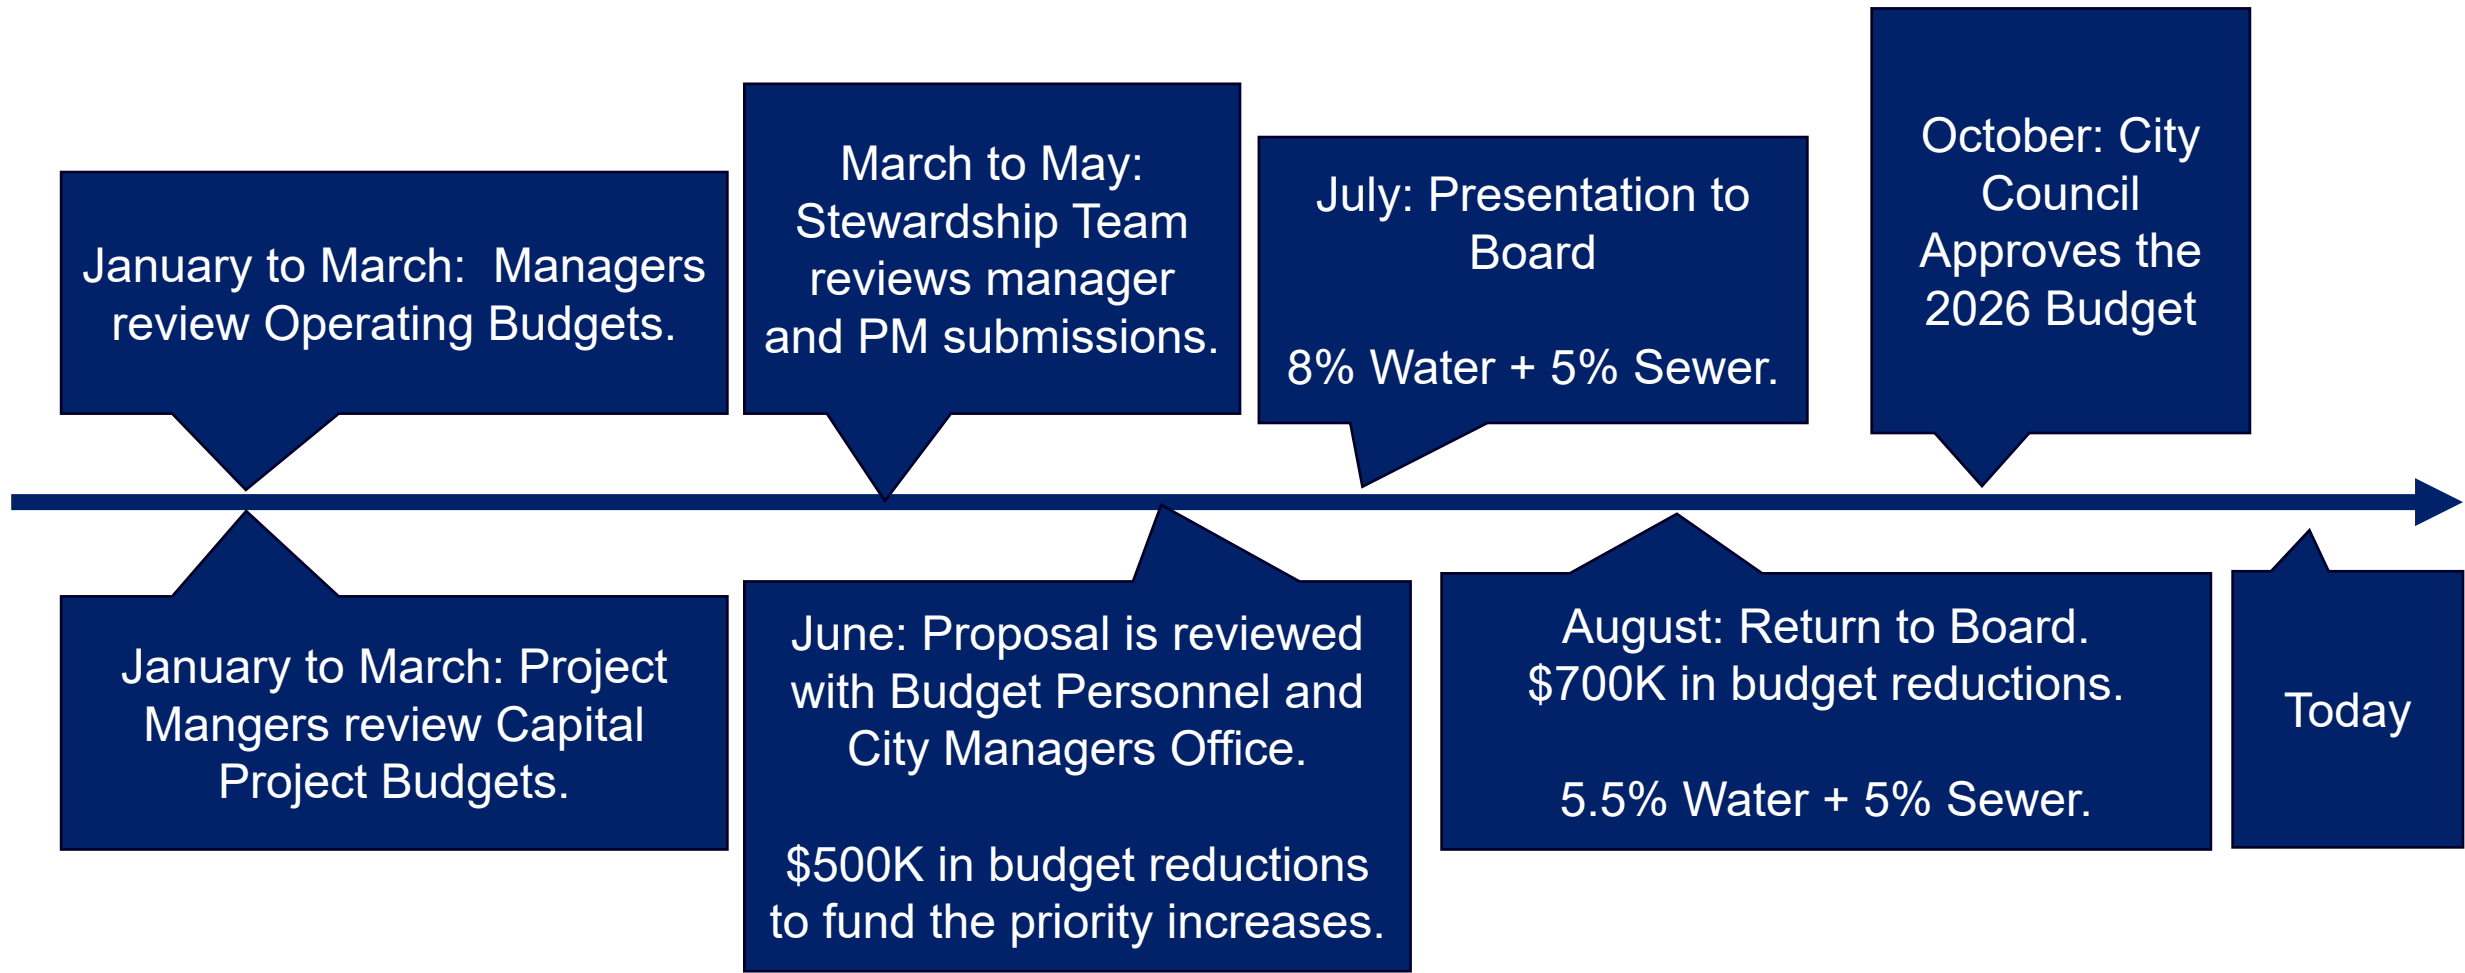 January to March:  Managers
review Operating Budgets.
January to March: Project
Mangers review Capital
Project Budgets.
March to May:
Stewardship Team
reviews manager
and PM submissions.
June: Proposal is reviewed
with Budget Personnel and
City Managers Office.
$500K in budget reductions
to fund the priority increases.
July: Presentation to
Board
8% Water + 5% Sewer.
August: Return to Board.
$700K in budget reductions.
5.5% Water + 5% Sewer.
October: City
Council
Approves the
2026 Budget
Today